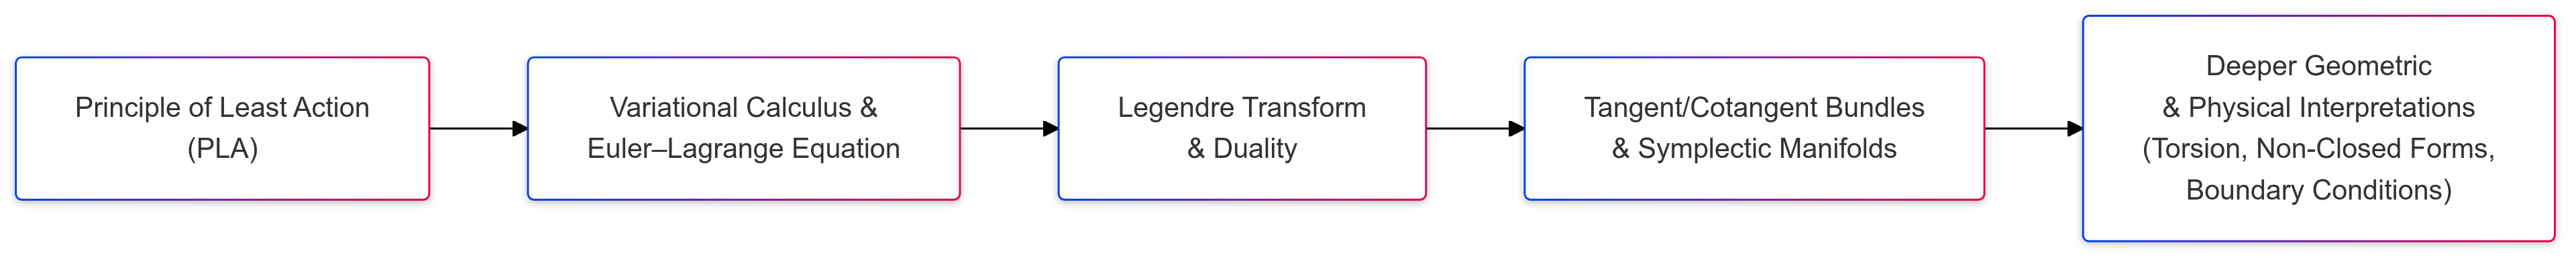 Principle of Least Action
(PLA)
Variational Calculus &
Euler–Lagrange Equation
Legendre Transform
& Duality
Tangent/Cotangent Bundles
& Symplectic Manifolds
Deeper Geometric
& Physical Interpretations
(Torsion, Non-Closed Forms,
Boundary Conditions)